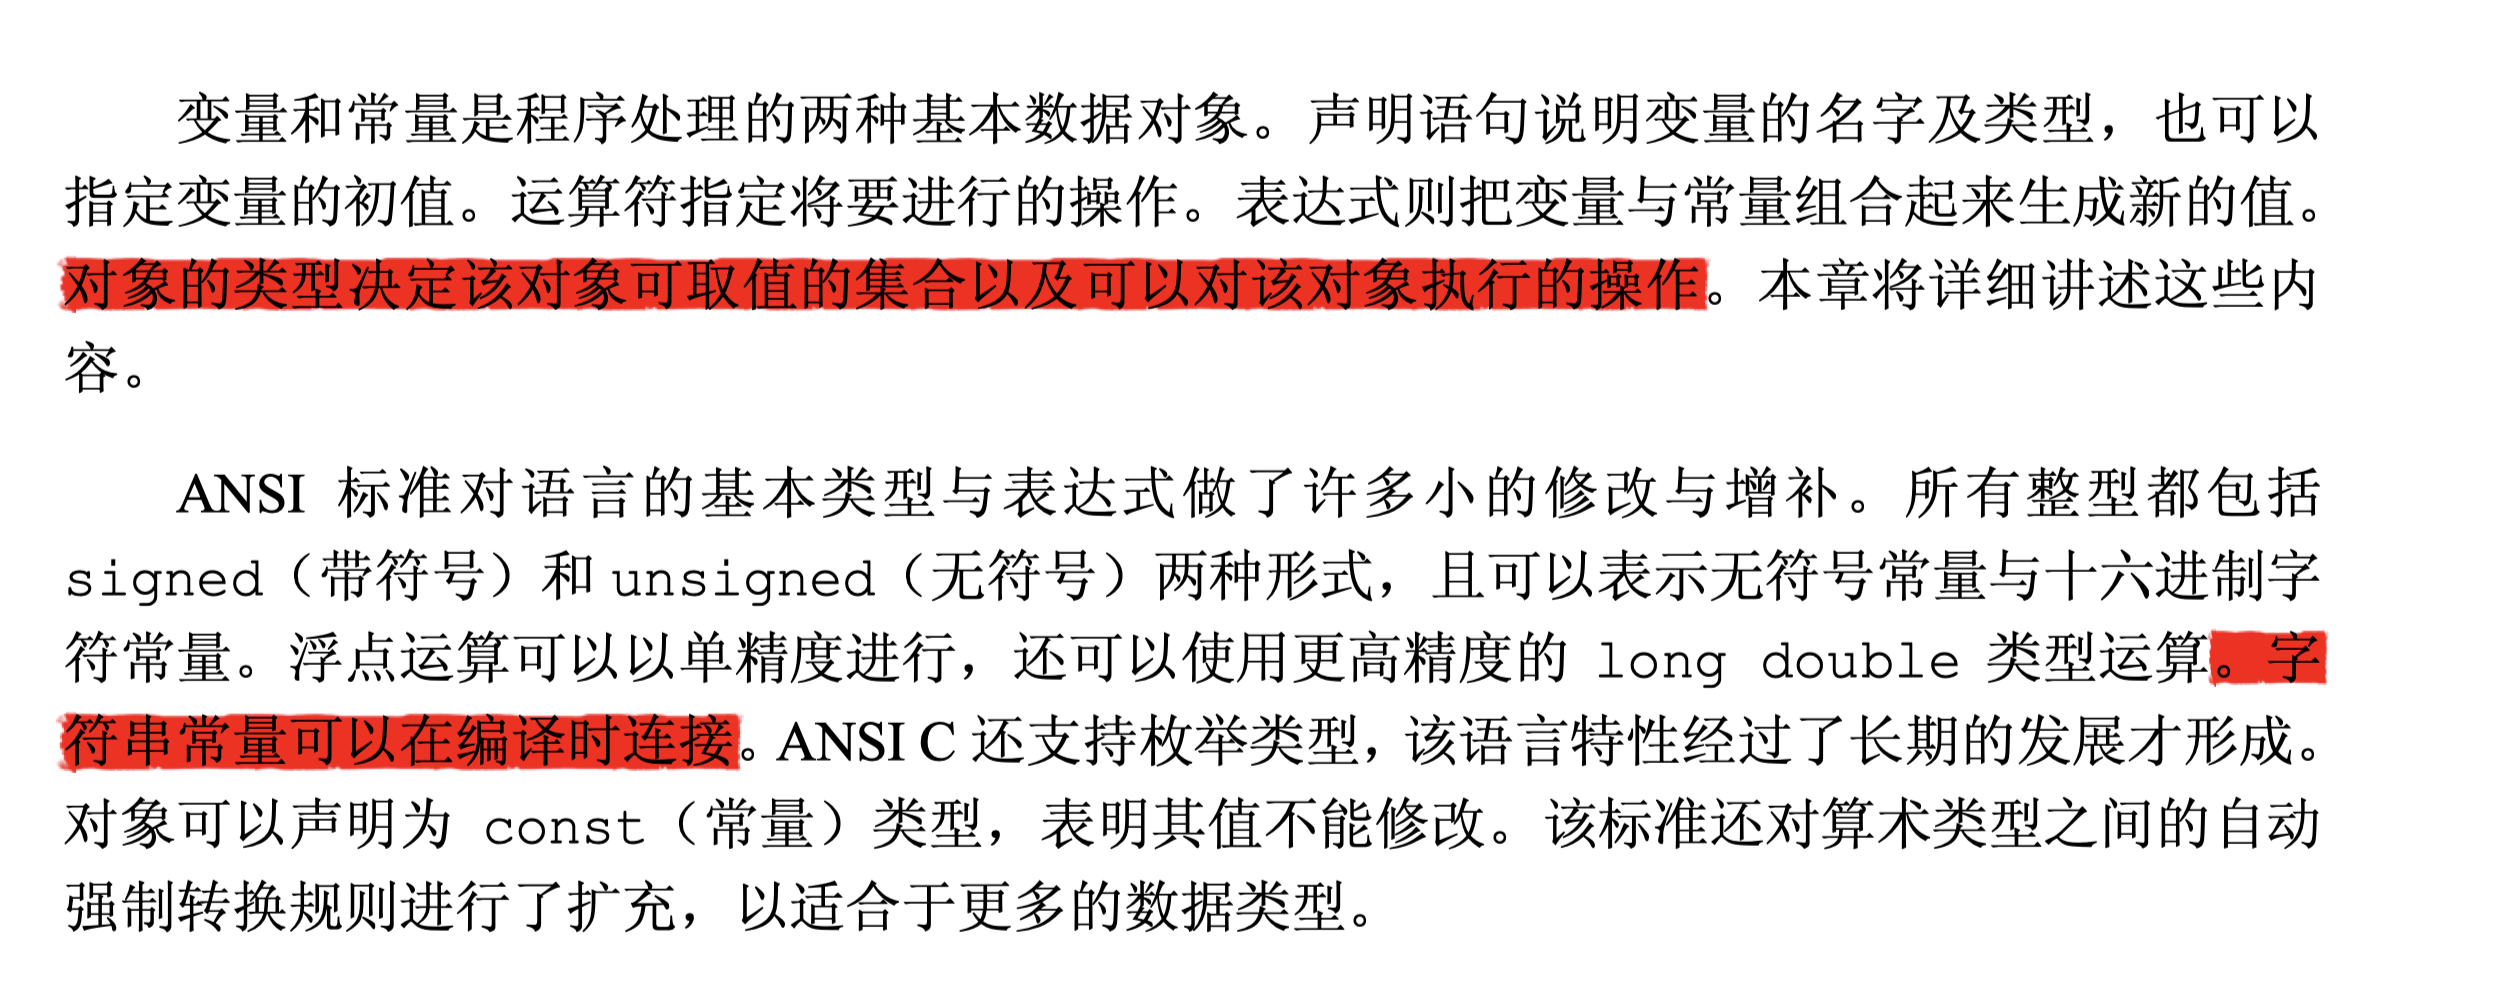 变量和常量是程序处理的两种基本数据对象。声明语句说明变量的名字及类型，也可以
指定变量的初值。运算符指定将要进行的操作。表达式则把变量与常量组合起来生成新的值。
对象的类型决定该对象可取值的集合以及可以对该对象执行的操作。本章将详细讲述这些内
容。
ANSI 标准对语言的基本类型与表达式做了许多小的修改与增补。所有整型都包括
signed（带符号）和 unsigned（无符号）两种形式，且可以表示无符号常量与十六进制字
符常量。浮点运算可以以单精度进行，还可以使用更高精度的 long double 类型运算。字
符串常量可以在编译时连接。ANSI C 还支持枚举类型，该语言特性经过了长期的发展才形成。
对象可以声明为 const（常量）类型，表明其值不能修改。该标准还对算术类型之间的自动
强制转换规则进行了扩充，以适合于更多的数据类型。